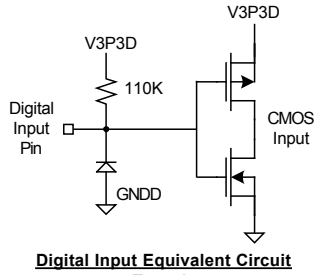 V3P3D
V3P3D
110K
Digital
Input
Pin
CMOS
Input
GNDD
Digital Input Equivalent Circuit